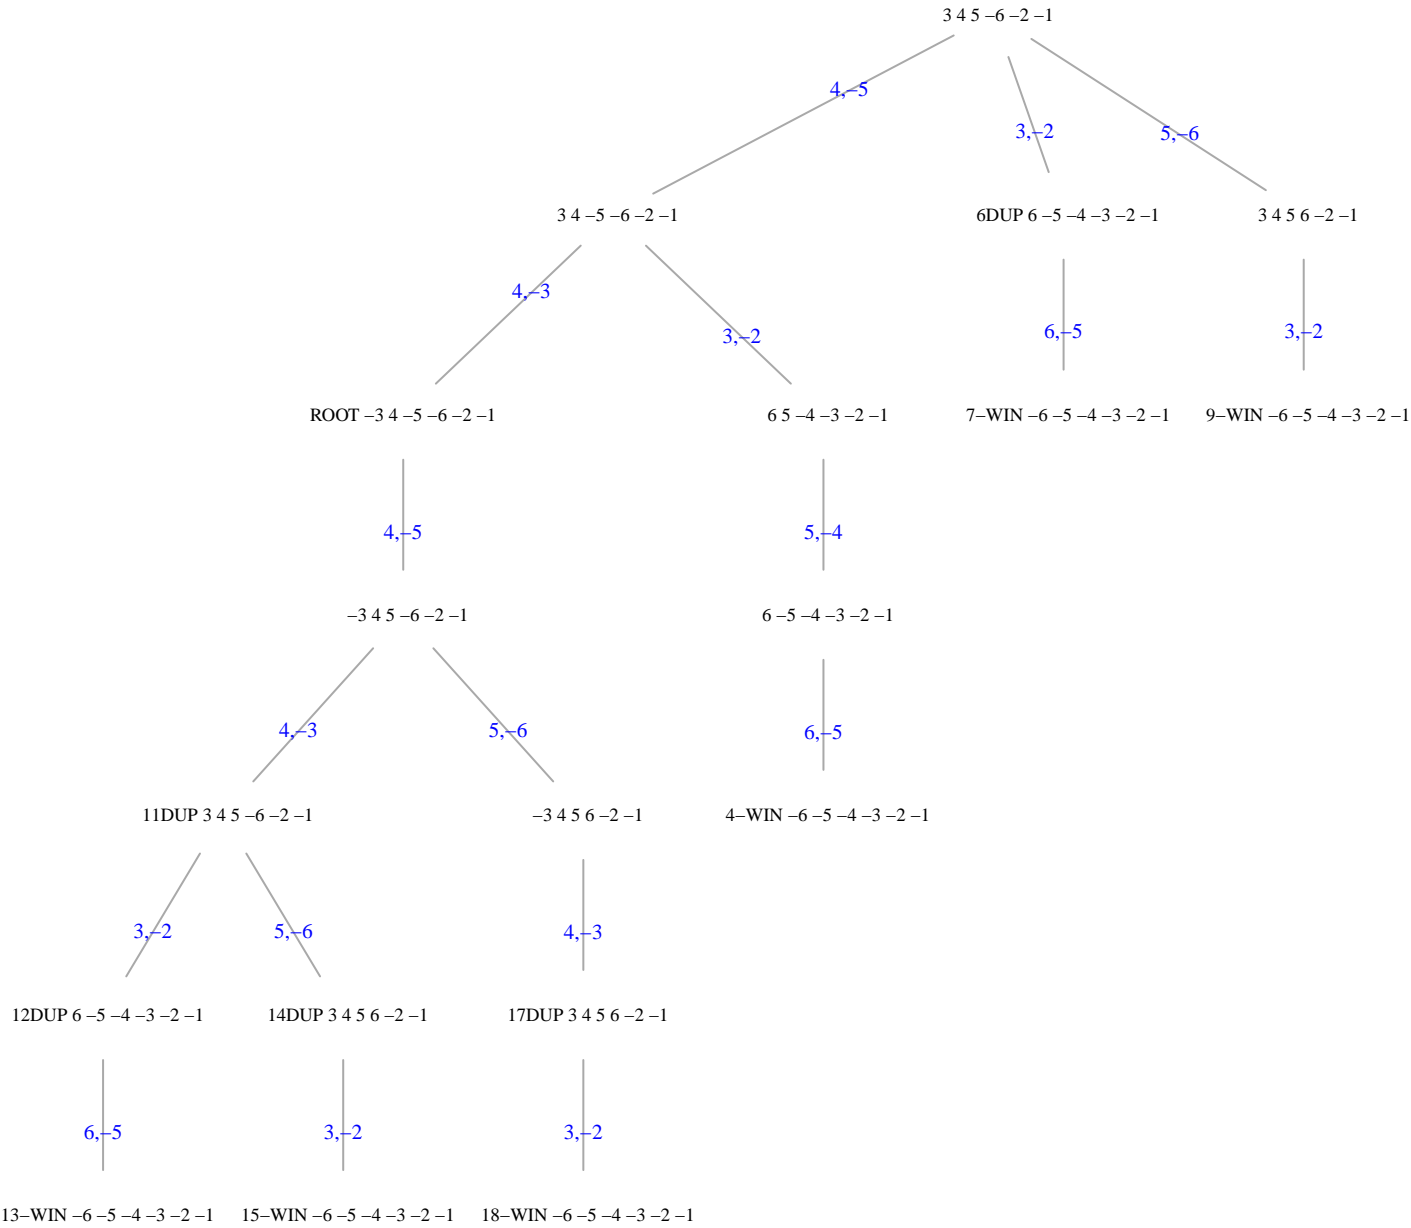 3 4 5 –6 –2 –1
4,–5
3,–2
5,–6
3 4 –5 –6 –2 –1
6DUP 6 –5 –4 –3 –2 –1
3 4 5 6 –2 –1
4,–3
3,–2
6,–5
3,–2
ROOT –3 4 –5 –6 –2 –1
6 5 –4 –3 –2 –1
7–WIN –6 –5 –4 –3 –2 –1
9–WIN –6 –5 –4 –3 –2 –1
4,–5
5,–4
–3 4 5 –6 –2 –1
6 –5 –4 –3 –2 –1
4,–3
5,–6
6,–5
11DUP 3 4 5 –6 –2 –1
–3 4 5 6 –2 –1
4–WIN –6 –5 –4 –3 –2 –1
3,–2
5,–6
4,–3
12DUP 6 –5 –4 –3 –2 –1
14DUP 3 4 5 6 –2 –1
17DUP 3 4 5 6 –2 –1
6,–5
3,–2
3,–2
13–WIN –6 –5 –4 –3 –2 –1
15–WIN –6 –5 –4 –3 –2 –1
18–WIN –6 –5 –4 –3 –2 –1